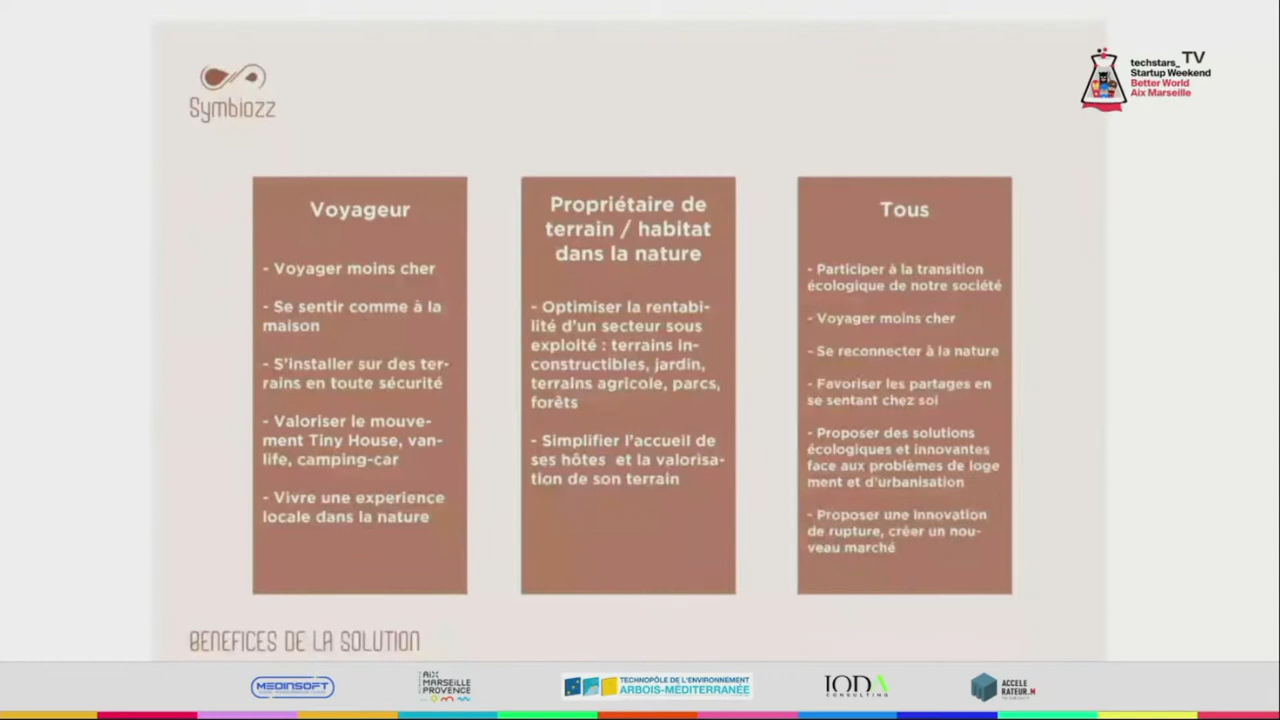 Symbiozz
techstars_TV
Startup Weekend
Better World
Aix Marseille
Voyageur
- Voyager moins cher
- Se sentir comme à la
maison
- S'installer sur des ter-
rains en toute sécurité
- Valoriser le mouve-
ment Tiny House, van-
life, camping-car
- Vivre une experience
locale dans la nature
Propriétaire de
terrain / habitat
dans la nature
- Optimiser la rentabi-
lité d'un secteur sous
exploité : terrains in-
constructibles, jardin,
terrains agricole, parcs,
forêts
- Simplifier l'accueil de
ses hôtes et la valorisa-
tion de son terrain
Tous
- Participer à la transition
écologique de notre société
- Voyager moins cher
- Se reconnecter à la nature
- Favoriser les partages en
se sentant chez soi
- Proposer des solutions
écologiques et innovantes
face aux problèmes de loge
ment et d'urbanisation
- Proposer une innovation
de rupture, créer un nou-
veau marché
BENEFICES DE LA SOLUTION
MEDINSOFT
AIX
MARSEILLE
PROVENCE
TECHNOPÔLE DE L'ENVIRONNEMENT
ARBOIS-MÉDITERRANÉE
IODA
CONSULTING
ACCELE
RATEUR.M